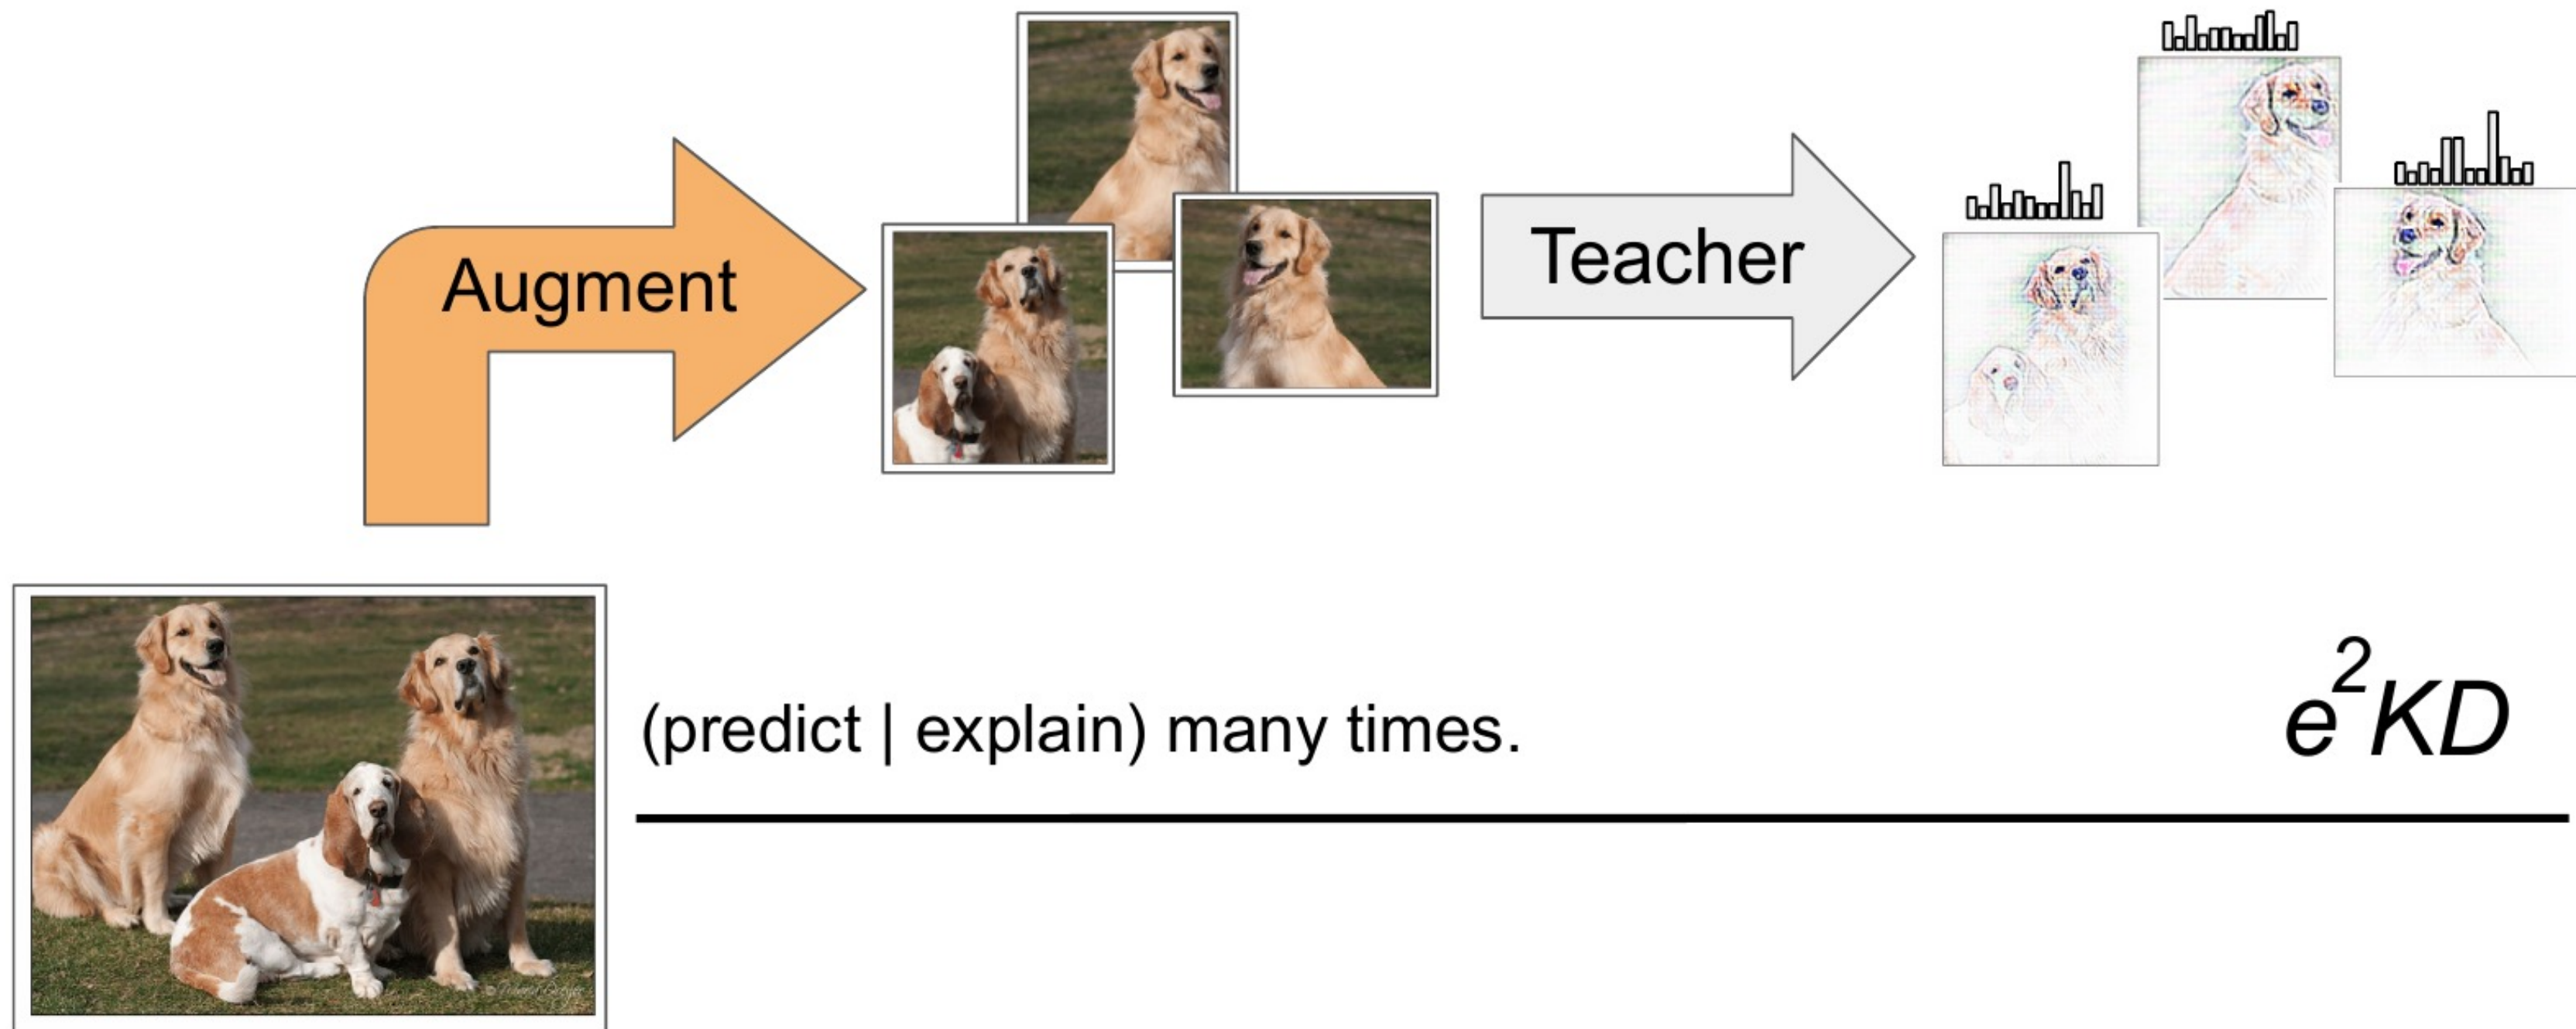 Augment
Teacher
(predict | explain) many times.
e²KD